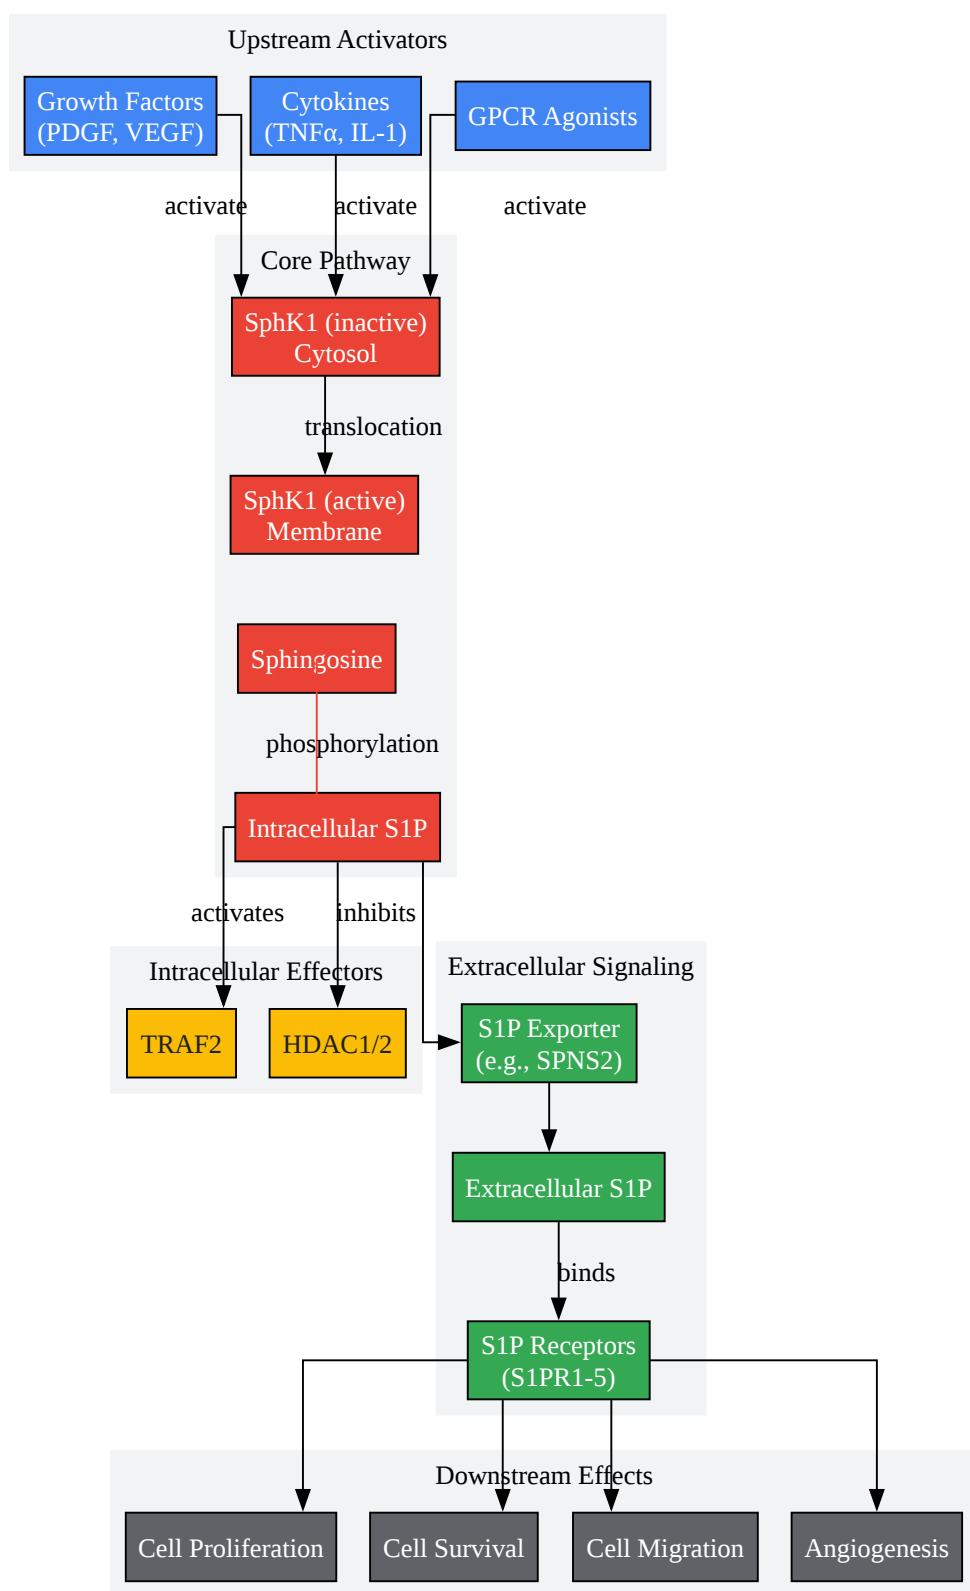 Upstream Activators
Growth Factors
(PDGF, VEGF)
Cytokines
(TNFα, IL-1)
GPCR Agonists
activate
activate
activate
Core Pathway
SphK1 (inactive)
Cytosol
translocation
SphK1 (active)
Membrane
Sphingosine
phosphorylation
Intracellular S1P
activates
inhibits
Intracellular Effectors
TRAF2
HDAC1/2
Extracellular Signaling
S1P Exporter
(e.g., SPNS2)
Extracellular S1P
binds
S1P Receptors
(S1PR1-5)
Downstream Effects
Cell Proliferation
Cell Survival
Cell Migration
Angiogenesis